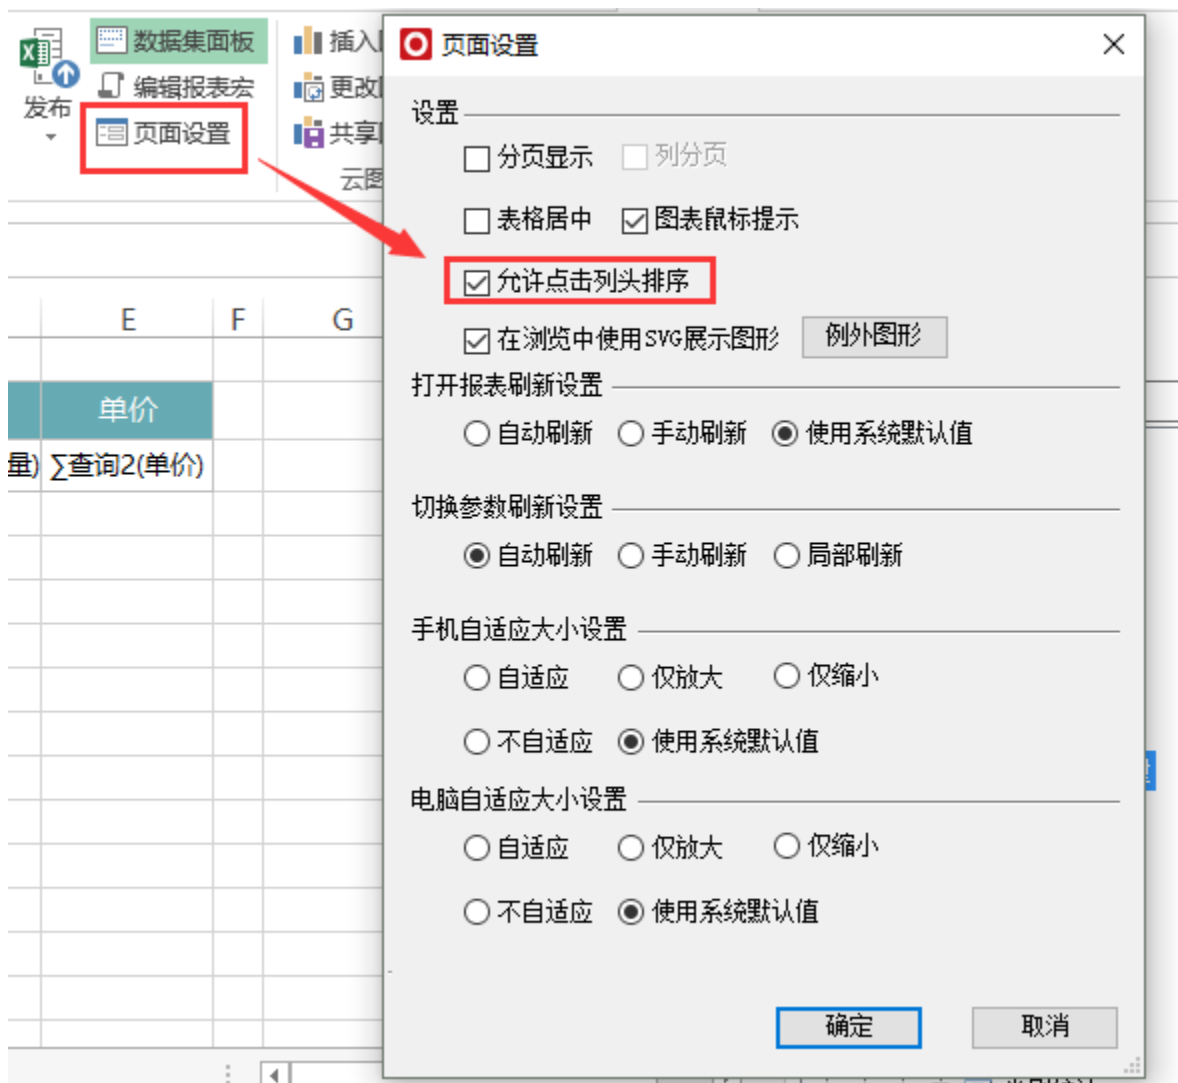 发布
数据集面板
编辑报表宏
页面设置
插入
更改
共享
云图
E F G
单价
量) ∑查询2(单价)
页面设置
设置
分页显示 列分页
表格居中 图表鼠标提示
允许点击列头排序
在浏览中使用SVG展示图形 例外图形
打开报表刷新设置
自动刷新 手动刷新 使用系统默认值
切换参数刷新设置
自动刷新 手动刷新 局部刷新
手机自适应大小设置
自适应 仅放大 仅缩小
不自适应 使用系统默认值
电脑自适应大小设置
自适应 仅放大 仅缩小
不自适应 使用系统默认值
确定 取消